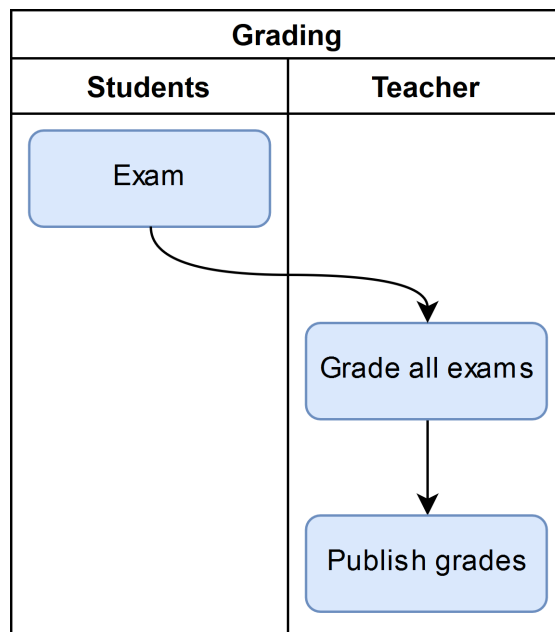 Grading
Students
Teacher
Exam
Grade all exams
Publish grades